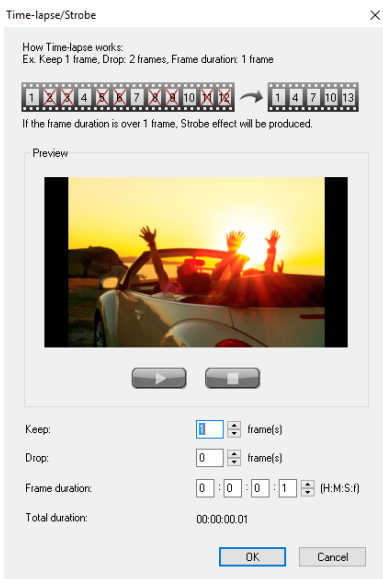 Time-lapse/Strobe
How Time-lapse works:
Ex. Keep 1 frame, Drop: 2 frames, Frame duration: 1 frame
1 2 3 4 5 6 7 8 9 10 11 12 1 4 7 10 13
If the frame duration is over 1 frame, Strobe effect will be produced.
Preview
Keep: 1 frame(s)
Drop: 0 frame(s)
Frame duration: 0 : 0 : 0 : 1 (H:M:S:f)
Total duration: 00:00:00.01
OK Cancel